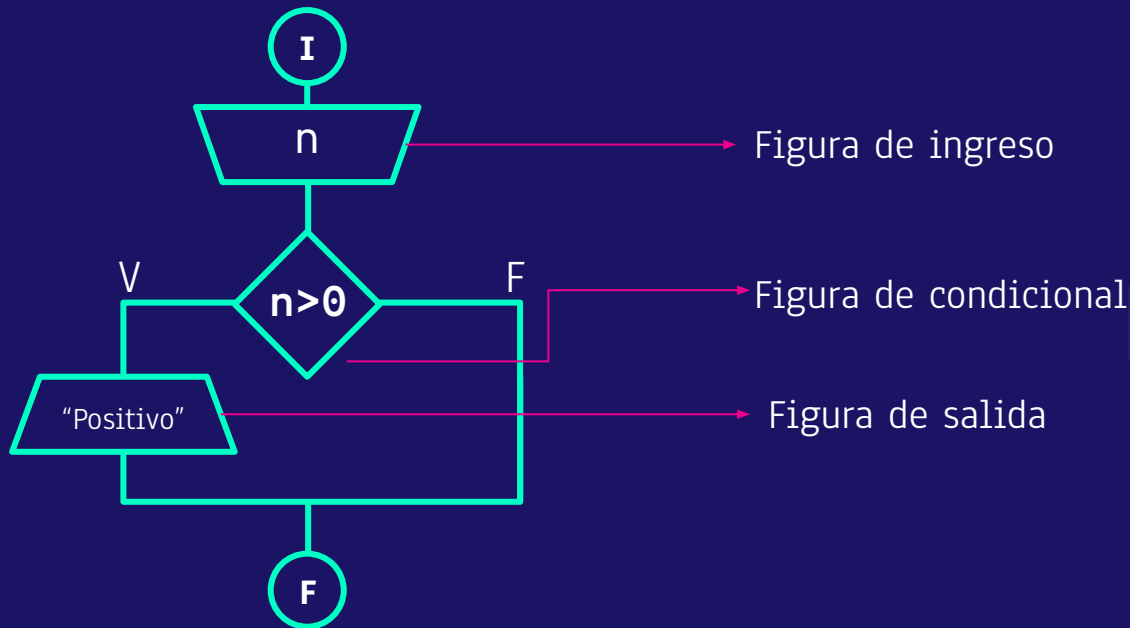 I
n
Figura de ingreso
V
F
n>0
Figura de condicional
“Positivo”
Figura de salida
F